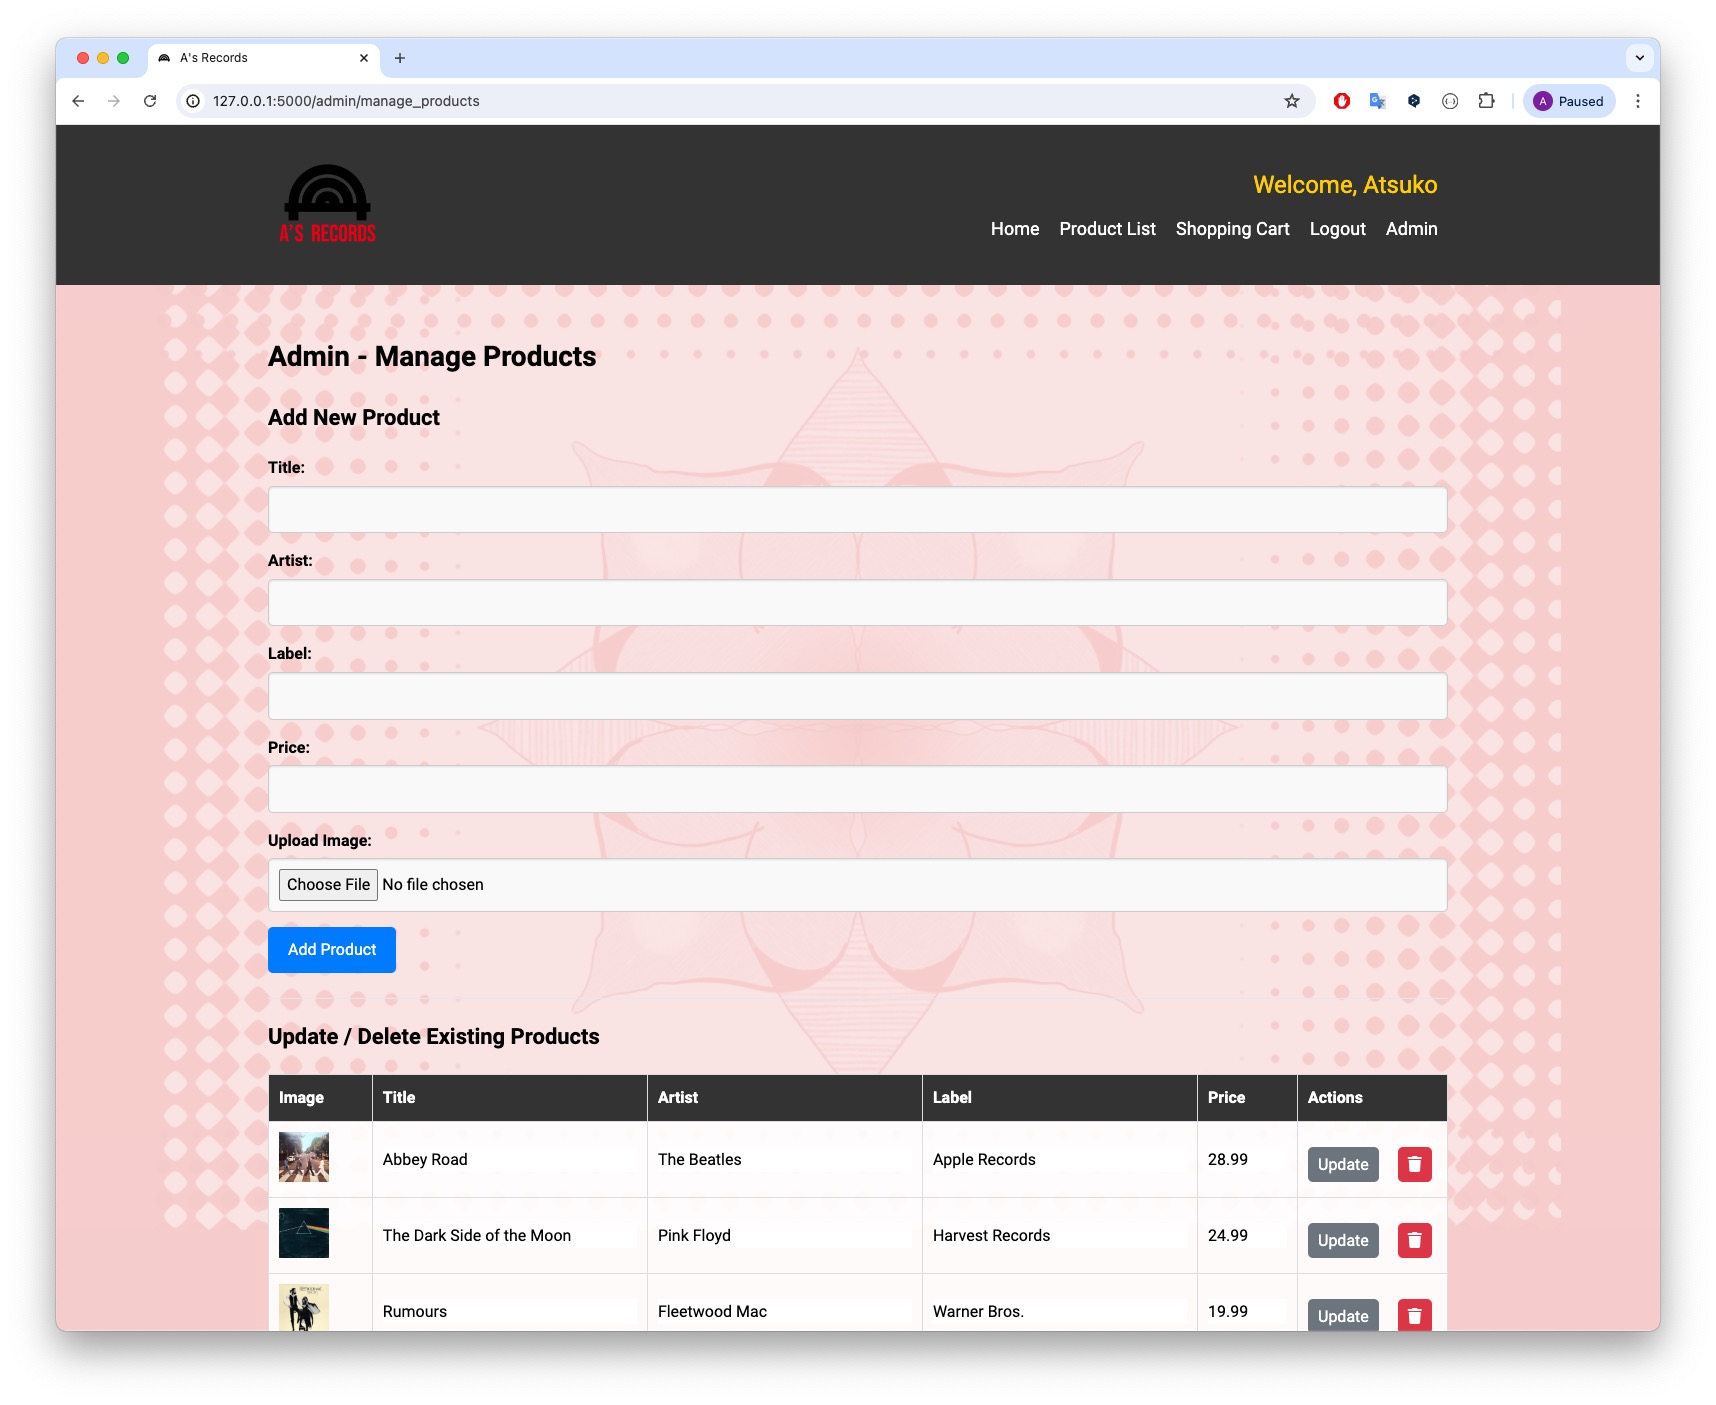 A's Records
127.0.0.1:5000/admin/manage_products
A
Paused
A'S RECORDS
Welcome, Atsuko
Home Product List Shopping Cart Logout Admin
Admin - Manage Products
Add New Product
Title:
Artist:
Label:
Price:
Upload Image:
Choose File No file chosen
Add Product
Update / Delete Existing Products
Image Title Artist Label Price Actions
Abbey Road The Beatles Apple Records 28.99 Update
The Dark Side of the Moon Pink Floyd Harvest Records 24.99 Update
Rumours Fleetwood Mac Warner Bros. 19.99 Update